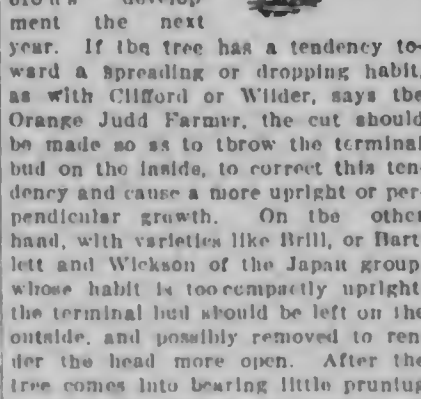 ment the next
year. If the tree has a tendency to-
ward a spreading or dropping habit,
as with Clifford or Wilder, says the
Orange Judd Farmer, the cut should
be made so as to throw the terminal
bud on the inside, to correct this ten-
dency and cause a more upright or per-
pendicular growth. On the other
hand, with varieties like Brill, or Bart-
lett and Wickson of the Japan group
whose habit is too compactly upright
the terminal bud should be left on the
outside, and possibly removed to ren-
der the head more open. After the
tree comes into bearing little pruning